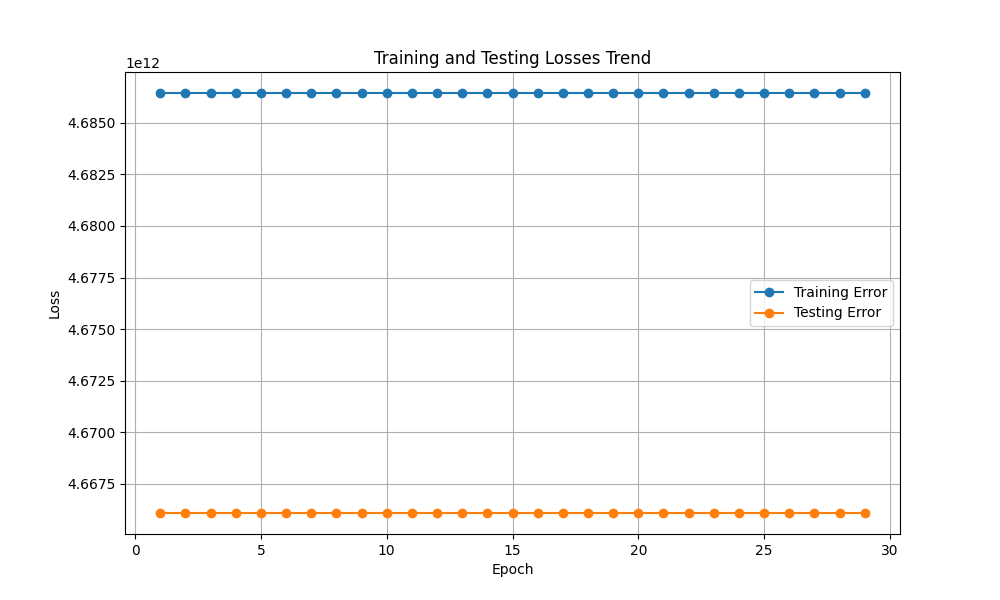 Training and Testing Losses Trend
1e12
4.6850
4.6825
4.6800
4.6775
4.6750
4.6725
4.6700
4.6675
Loss
Training Error
Testing Error
0 5 10 15 20 25 30
Epoch